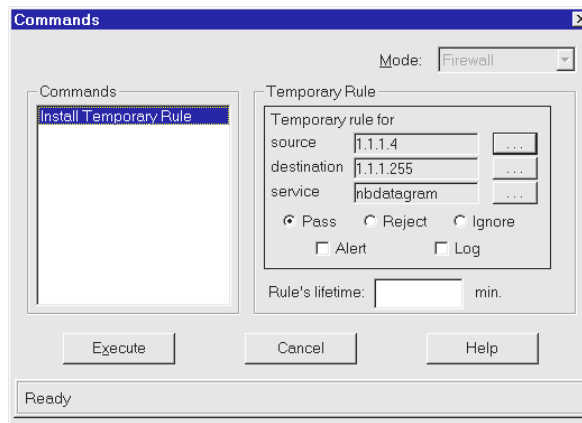 Commands
Mode: Firewall
Commands
Install Temporary Rule
Temporary Rule
Temporary rule for
source 1.1.1.4 ...
destination 1.1.1.255 ...
service nbdatagram ...
Pass Reject Ignore
Alert Log
Rule's lifetime: min.
Execute Cancel Help
Ready